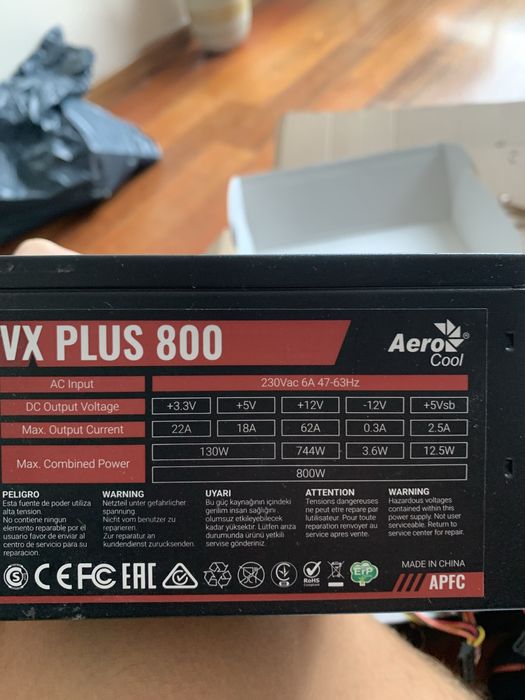 VX PLUS 800
Aero
Cool
AC Input 230Vac 6A 47-63Hz
DC Output Voltage +3.3V +5V +12V -12V +5Vsb
Max. Output Current 22A 18A 62A 0.3A 2.5A
Max. Combined Power 130W 744W 3.6W 12.5W
800W
PELIGRO
Esta fuente de poder utiliza
alta tension.
No contiene ningun
elemento reparable por el
usuario favor de enviar al
centro de servicio para su
reparacion.
WARNING
Netzteil unter gefahrlicher
spannung.
Nicht vom benutzer zu
reparieren.
Zur reparatur an
kundendienst zurucksenden.
UYARI
Bu güç kaynağının içindeki
gerilim insan sağlığını
olumsuz etkileyebilecek
kadar yüksektir. Lütfen arıza
durumunda ürünü yetkili
servise gönderiniz.
ATTENTION
Tensions dangereuses
ne peut etre repare par
l'utilisateur. Pour toute
reparation renvoyer au
service apres vente.
WARNING
Hazardous voltages
contained within this
power supply. Not user
serviceable. Return to
service center for repair.
S CE FC EAC RoHS ErP
MADE IN CHINA
APFC